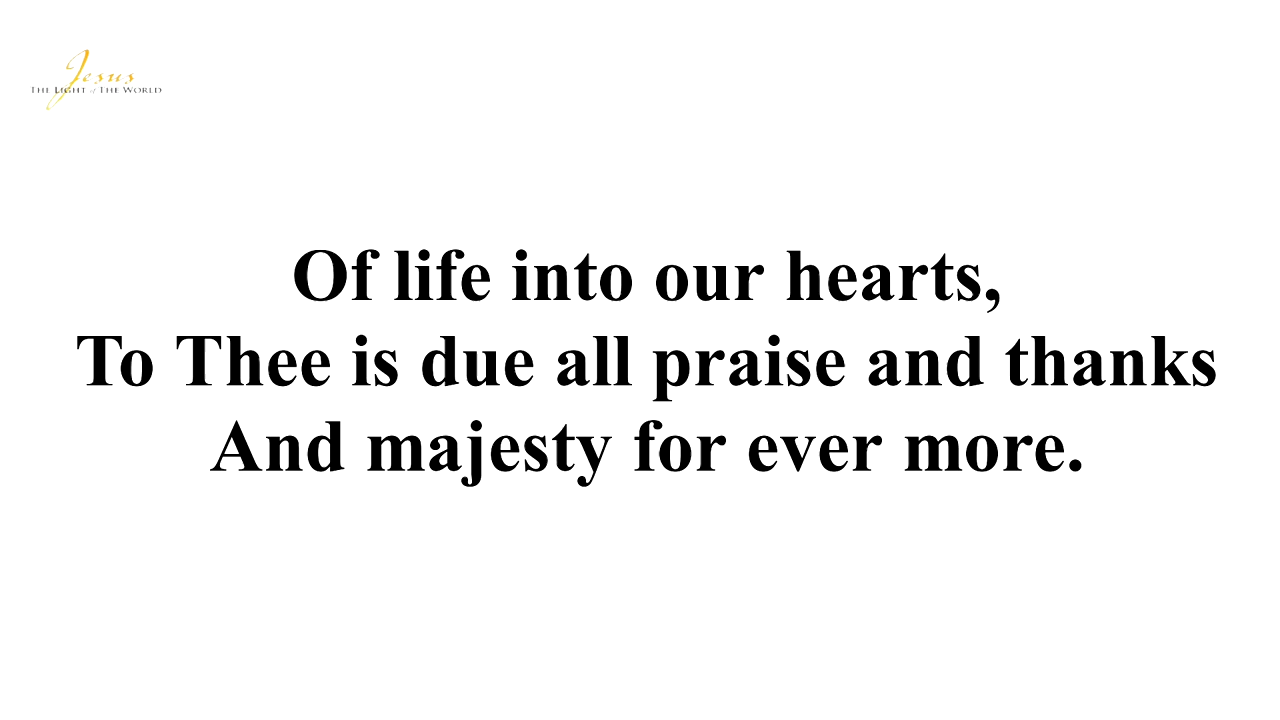 Jesus
THE LIGHT of THE WORLD
Of life into our hearts,
To Thee is due all praise and thanks
And majesty for ever more.